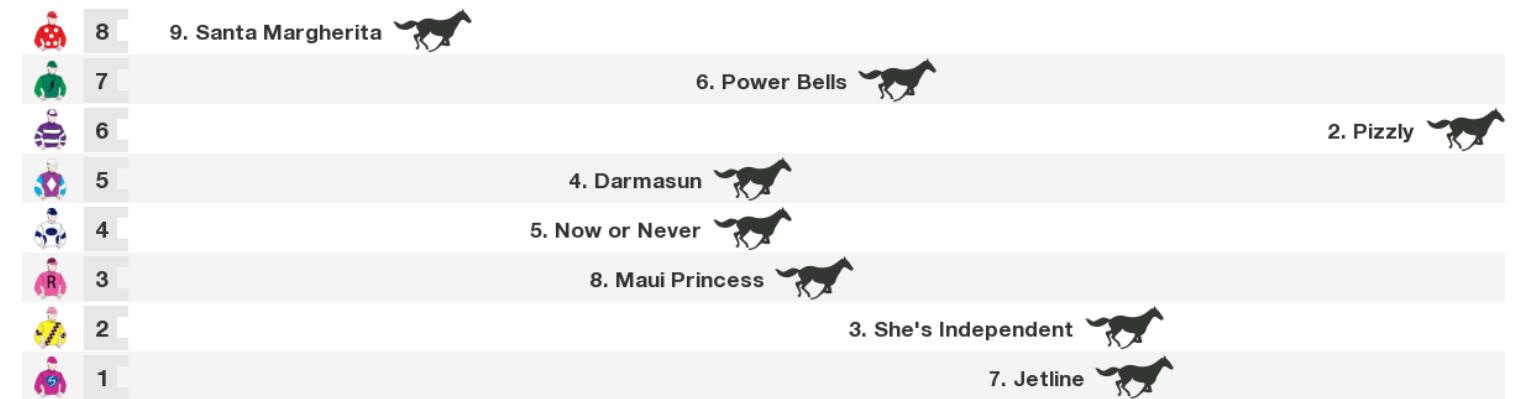 8 9. Santa Margherita
7 6. Power Bells
6 2. Pizzly
5 4. Darmasun
4 5. Now or Never
R 3 8. Maui Princess
2 3. She's Independent
S 1 7. Jetline